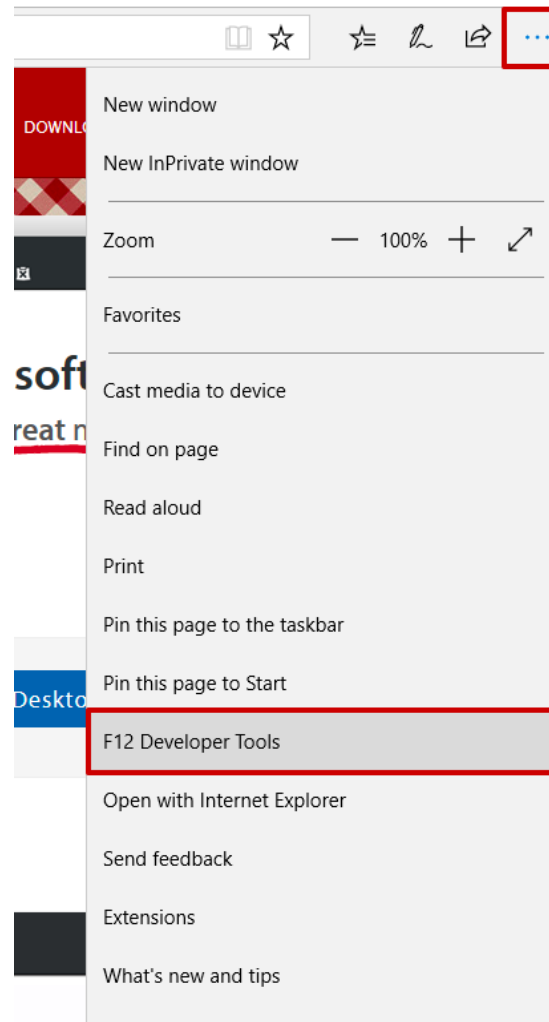 DOWNL
New window
New InPrivate window
Zoom 100%
Favorites
soft
Cast media to device
reat n
Find on page
Read aloud
Print
Pin this page to the taskbar
Pin this page to Start
Deskto
F12 Developer Tools
Open with Internet Explorer
Send feedback
Extensions
What's new and tips